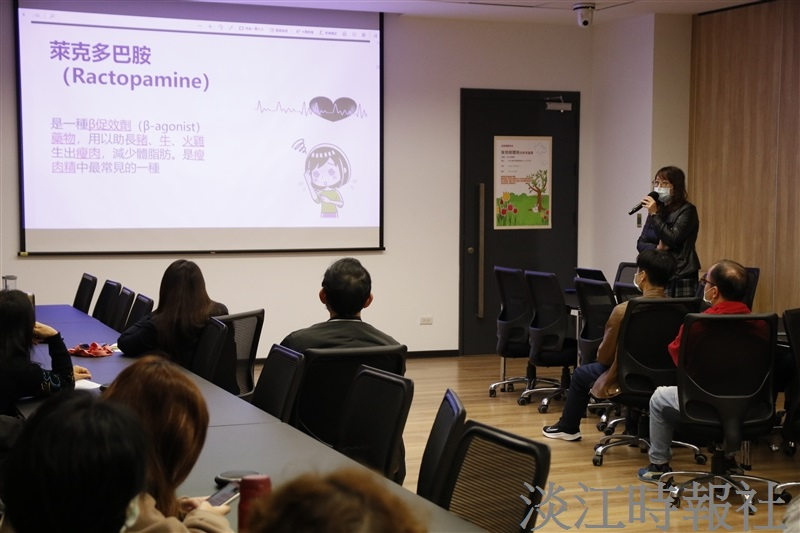 萊克多巴胺
（Ractopamine）
是一種β促效劑（β-agonist）
藥物，用以助長豬、牛、火雞
生出瘦肉，減少體脂肪。是瘦
肉精中最常見的一種
淡江時報社